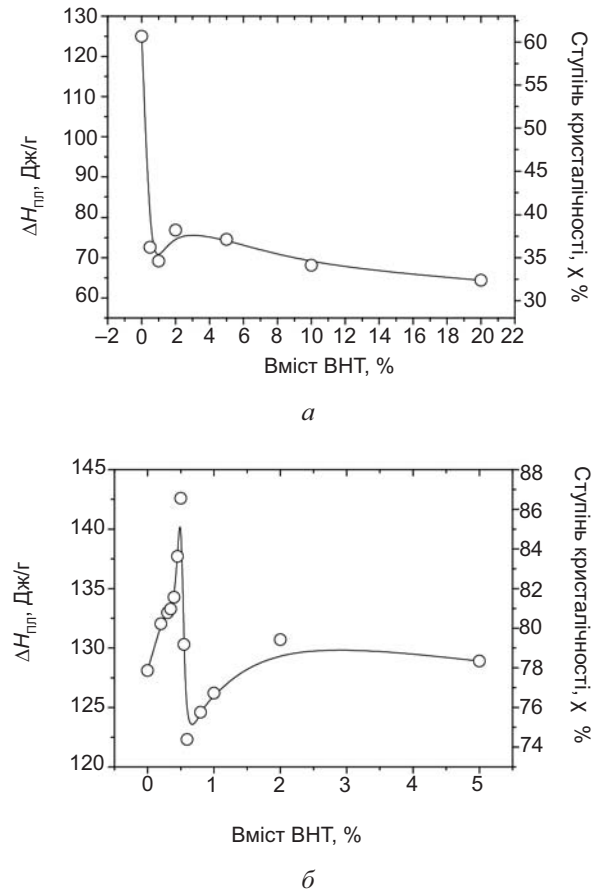 130
120
110
100
90
80
70
60
ΔHпл, Дж/г
60
55
50
45
40
35
30
Ступінь кристалічності, χ %
–2 0 2 4 6 8 10 12 14 16 18 20 22
Вміст ВНТ, %
а
145
140
135
130
125
120
ΔHпл, Дж/г
88
86
84
82
80
78
76
74
Ступінь кристалічності, χ %
0 1 2 3 4 5
Вміст ВНТ, %
б